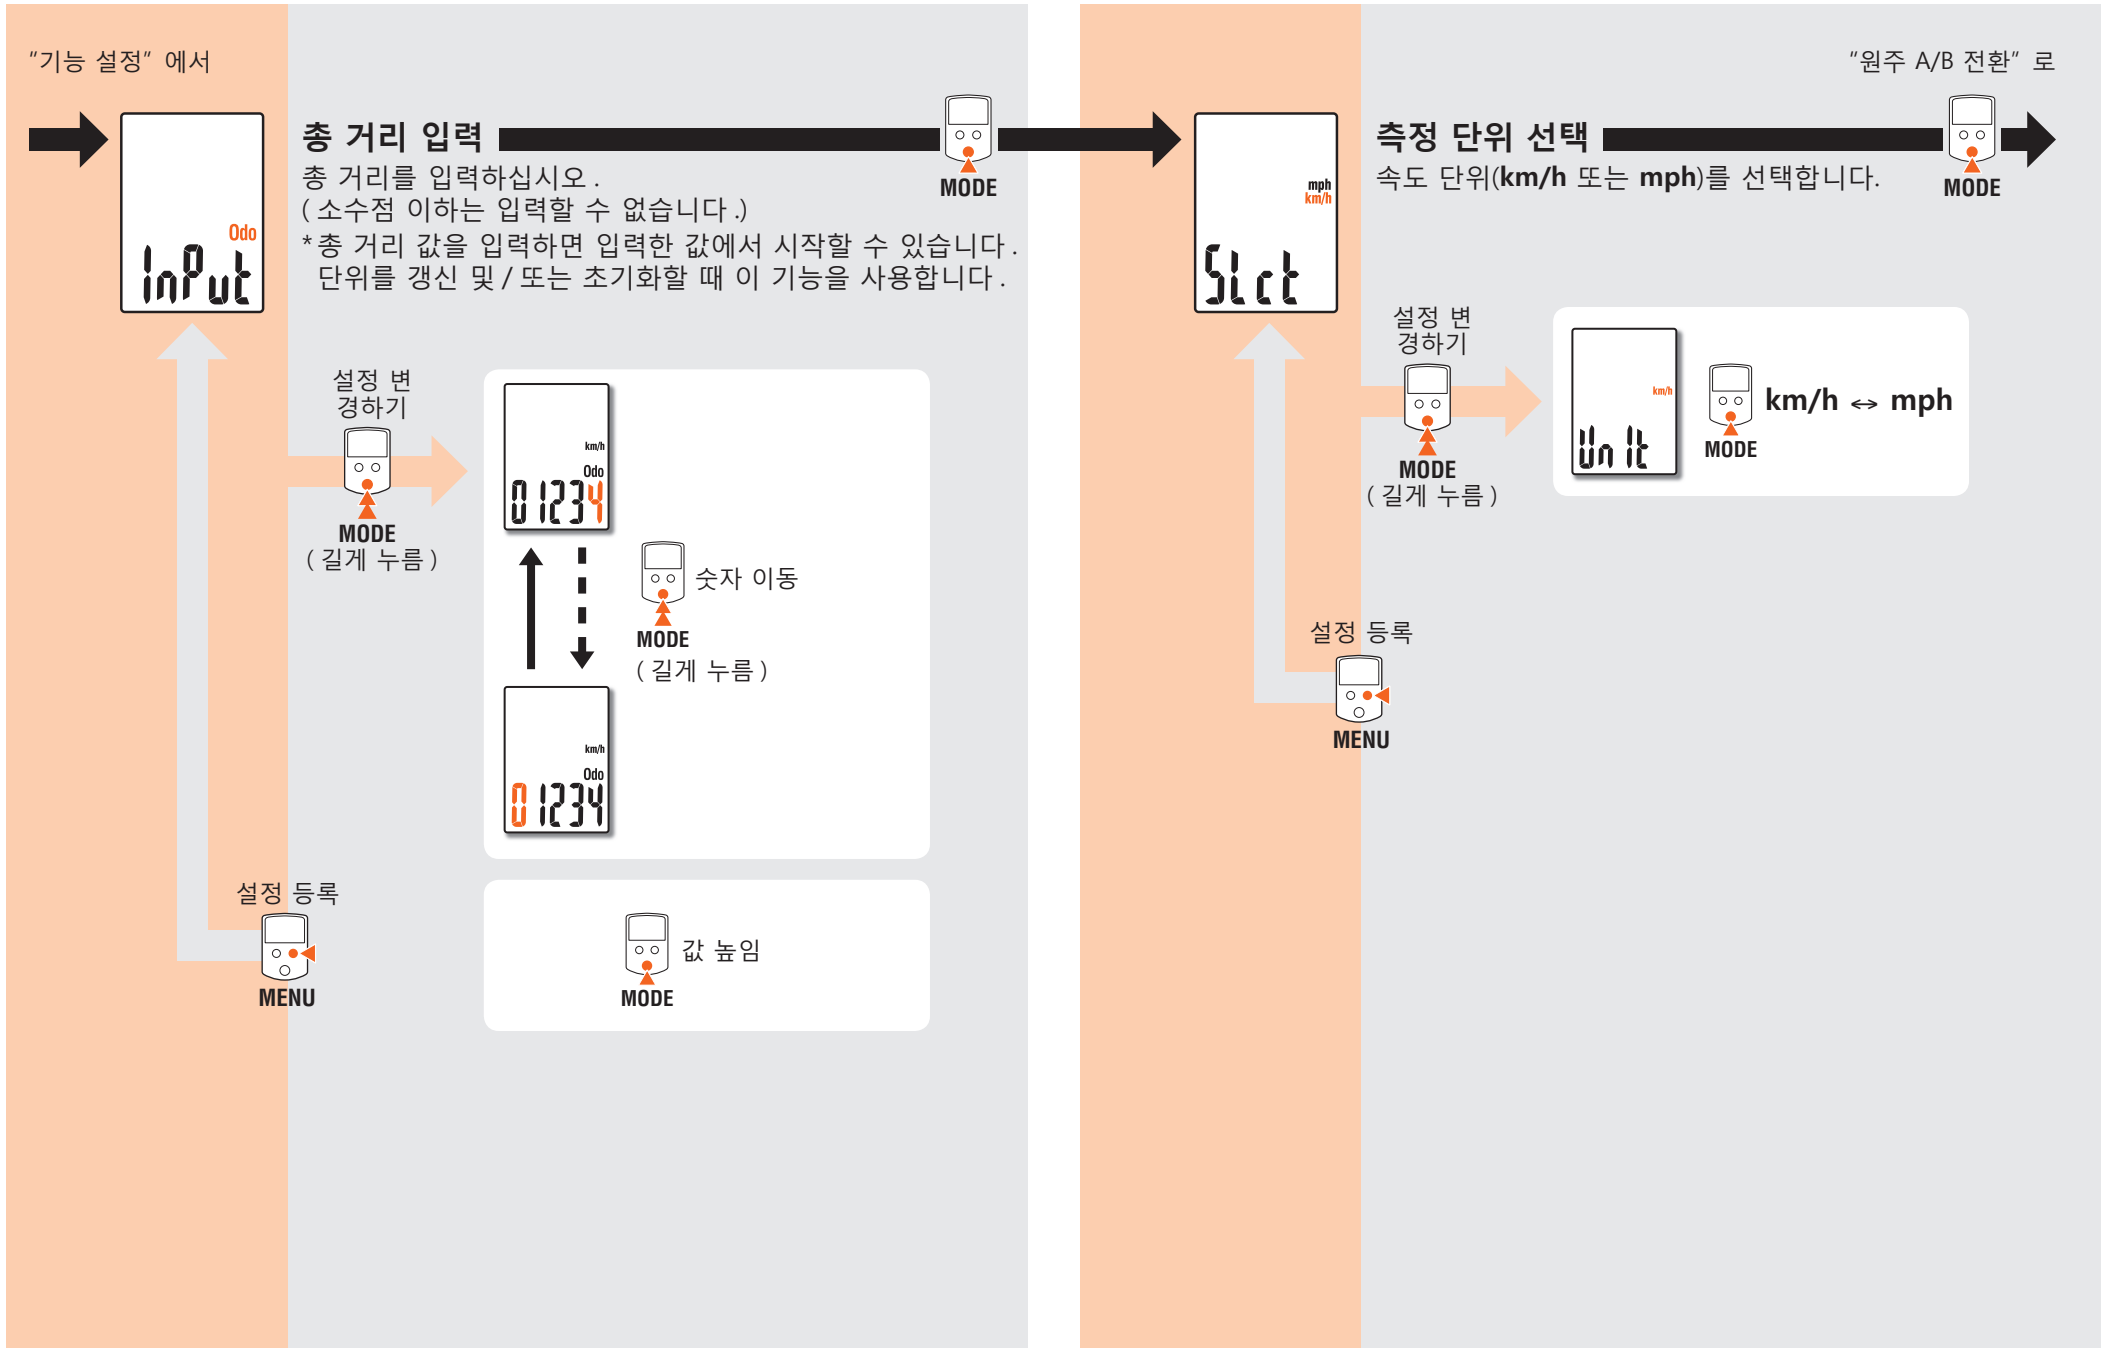 "기능 설정" 에서
총 거리 입력
MODE
총 거리를 입력하십시오.
(소수점 이하는 입력할 수 없습니다.)
*총 거리 값을 입력하면 입력한 값에서 시작할 수 있습니다.
단위를 갱신 및/또는 초기화할 때 이 기능을 사용합니다.
Odo
InPut
설정 변
경하기
MODE
(길게 누름)
km/h
Odo
01234
숫자 이동
MODE
(길게 누름)
km/h
Odo
01234
설정 등록
MENU
값 높임
MODE
"원주 A/B 전환" 로
측정 단위 선택
MODE
속도 단위(km/h 또는 mph)를 선택합니다.
mph
km/h
Slct
설정 변
경하기
MODE
(길게 누름)
km/h
UnIt
km/h ↔ mph
MODE
설정 등록
MENU